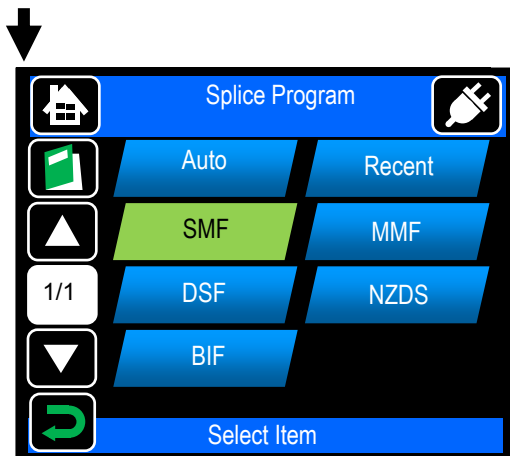 Splice Program
Auto
Recent
SMF
MMF
1/1
DSF
NZDS
BIF
Select Item